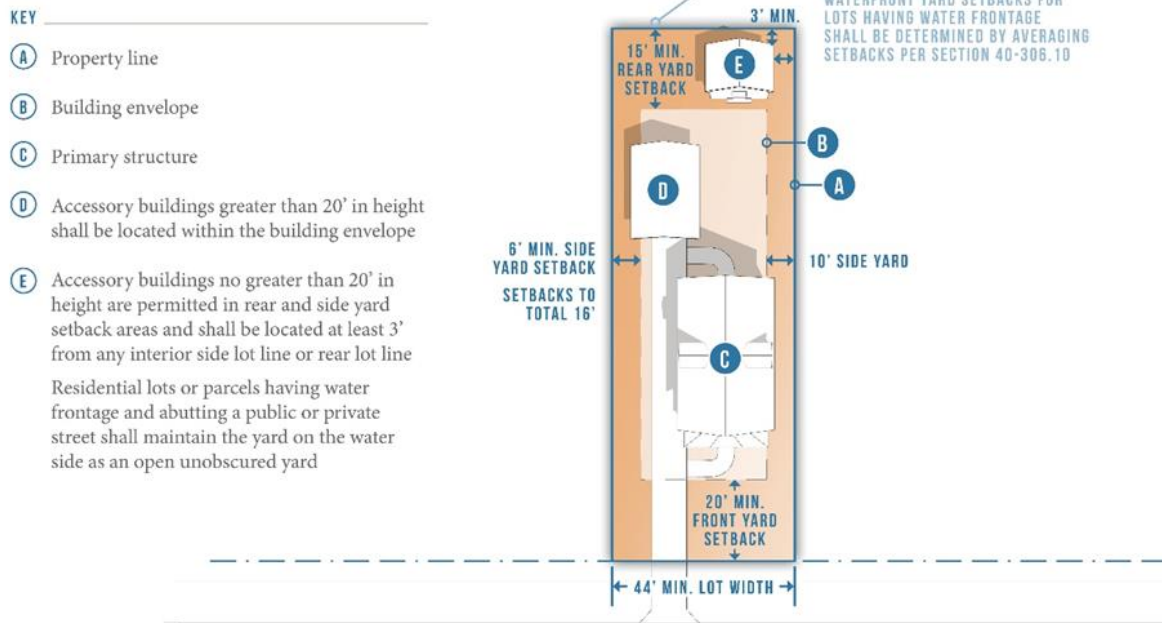 KEY
A Property line
B Building envelope
C Primary structure
D Accessory buildings greater than 20' in height
shall be located within the building envelope
E Accessory buildings no greater than 20' in
height are permitted in rear and side yard
setback areas and shall be located at least 3'
from any interior side lot line or rear lot line
Residential lots or parcels having water
frontage and abutting a public or private
street shall maintain the yard on the water
side as an open unobscured yard
WATERFRONT YARD SETBACKS FOR
LOTS HAVING WATER FRONTAGE
SHALL BE DETERMINED BY AVERAGING
SETBACKS PER SECTION 40-306.10
3' MIN.
15' MIN.
REAR YARD
SETBACK
E
B
A
D
6' MIN. SIDE
YARD SETBACK
SETBACKS TO
TOTAL 16'
10' SIDE YARD
C
20' MIN.
FRONT YARD
SETBACK
44' MIN. LOT WIDTH